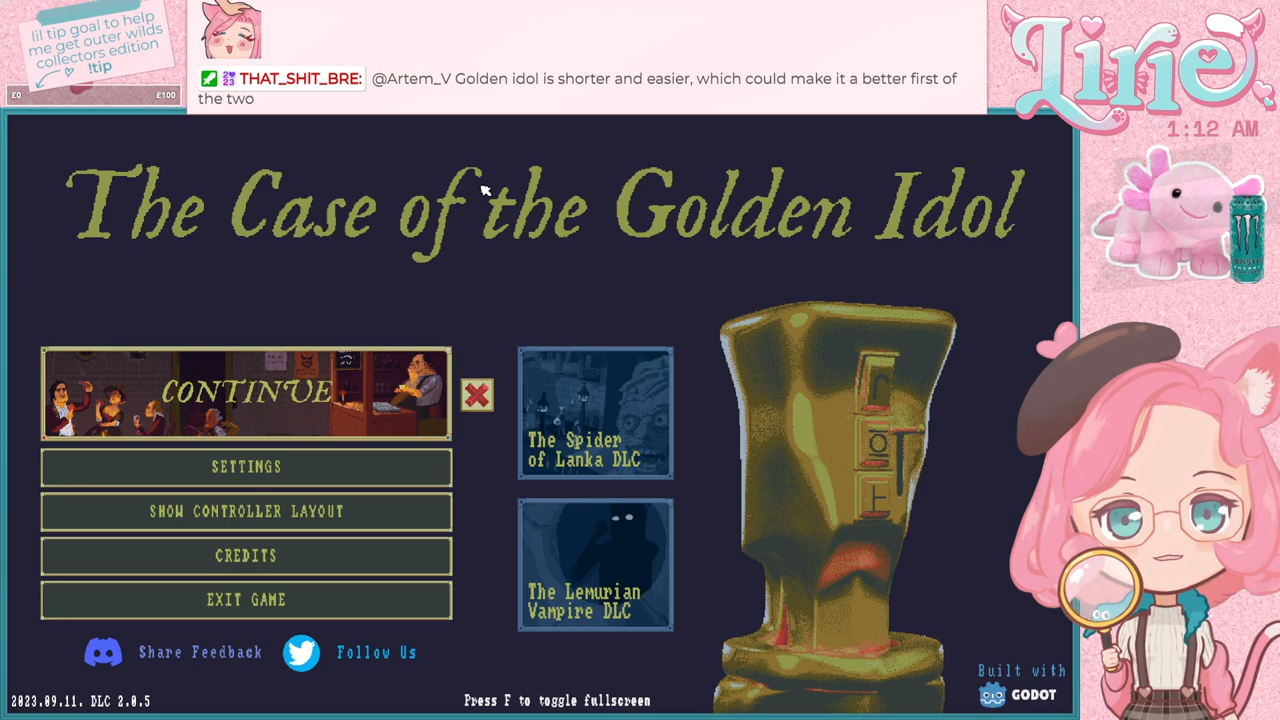 lil tip goal to help
me get outer wilds
collectors edition
!tip
£0 £100
THAT_SHIT_BRE: @Artem_V Golden idol is shorter and easier, which could make it a better first of
the two
Lirie
1:12 AM
The Case of the Golden Idol
CONTINUE
SETTINGS
SHOW CONTROLLER LAYOUT
CREDITS
EXIT GAME
Share Feedback
Follow Us
The Spider
of Lanka DLC
The Lemurian
Vampire DLC
Built with
GODOT
2023.09.11. DLC 2.0.5
Press F to toggle fullscreen